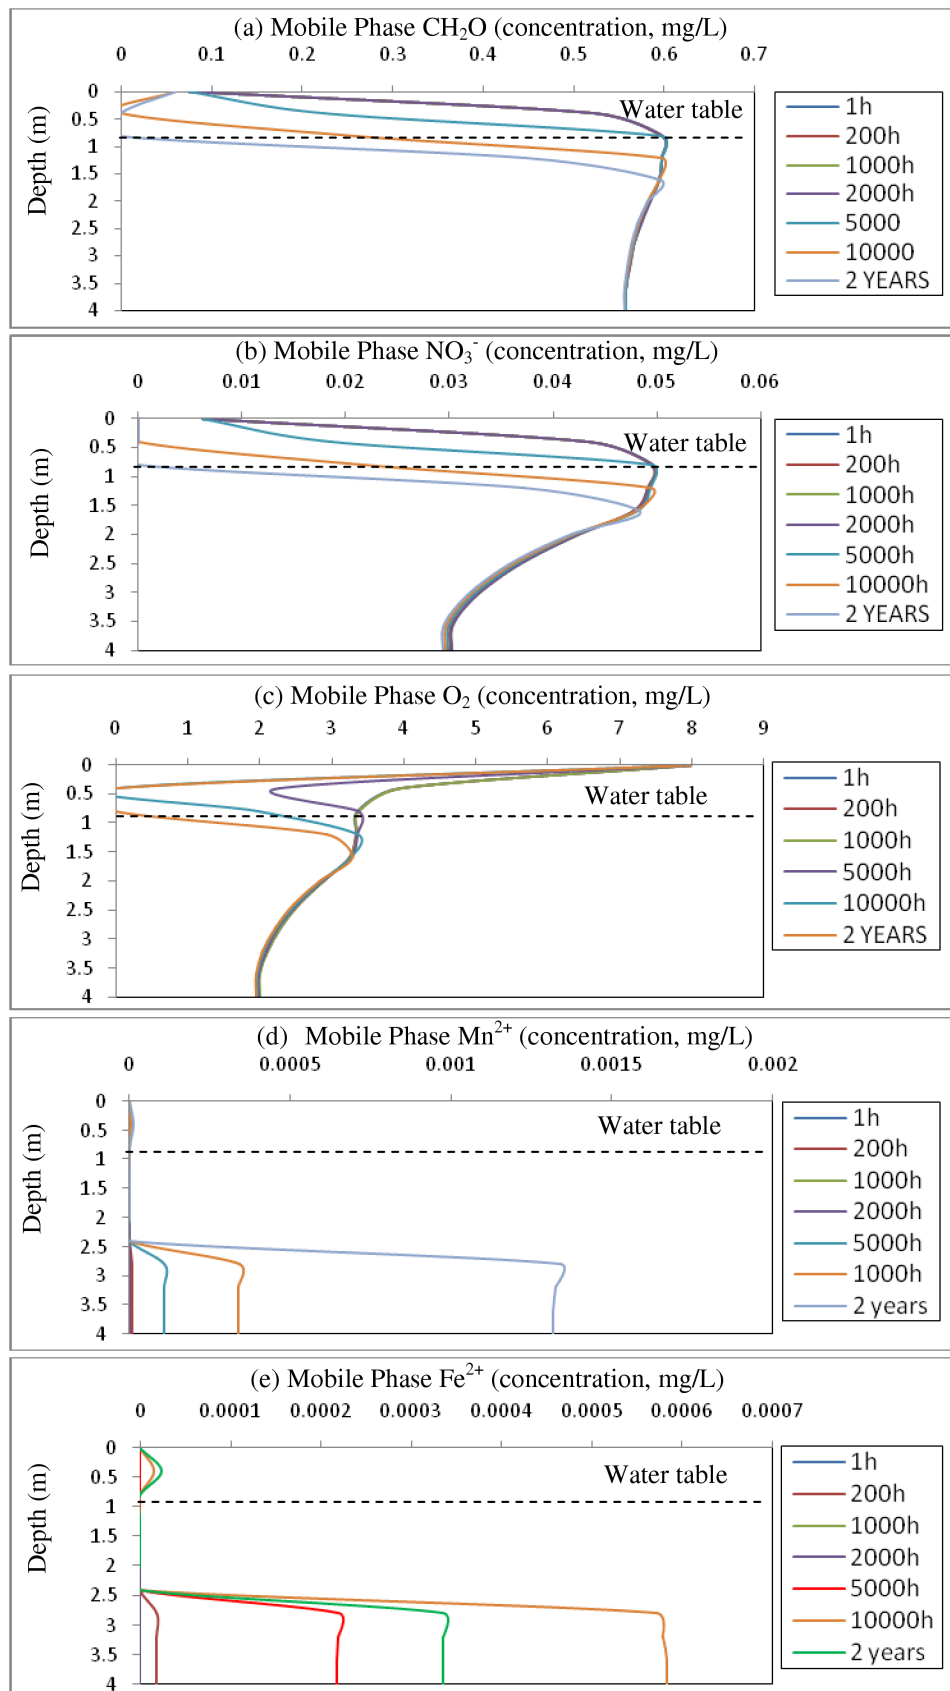 (a) Mobile Phase CH₂O (concentration, mg/L)
0 0.1 0.2 0.3 0.4 0.5 0.6 0.7
Depth (m)
0
0.5
1
1.5
2
2.5
3
3.5
4
Water table
1h
200h
1000h
2000h
5000
10000
2 YEARS
(b) Mobile Phase NO₃⁻ (concentration, mg/L)
0 0.01 0.02 0.03 0.04 0.05 0.06
Depth (m)
0
0.5
1
1.5
2
2.5
3
3.5
4
Water table
1h
200h
1000h
2000h
5000h
10000h
2 YEARS
(c) Mobile Phase O₂ (concentration, mg/L)
0 1 2 3 4 5 6 7 8 9
Depth (m)
0
0.5
1
1.5
2
2.5
3
3.5
4
Water table
1h
200h
1000h
5000h
10000h
2 YEARS
(d) Mobile Phase Mn²⁺ (concentration, mg/L)
0 0.0005 0.001 0.0015 0.002
Depth (m)
0
0.5
1
1.5
2
2.5
3
3.5
4
Water table
1h
200h
1000h
2000h
5000h
1000h
2 years
(e) Mobile Phase Fe²⁺ (concentration, mg/L)
0 0.0001 0.0002 0.0003 0.0004 0.0005 0.0006 0.0007
Depth (m)
0
0.5
1
1.5
2
2.5
3
3.5
4
Water table
1h
200h
1000h
2000h
5000h
10000h
2 years